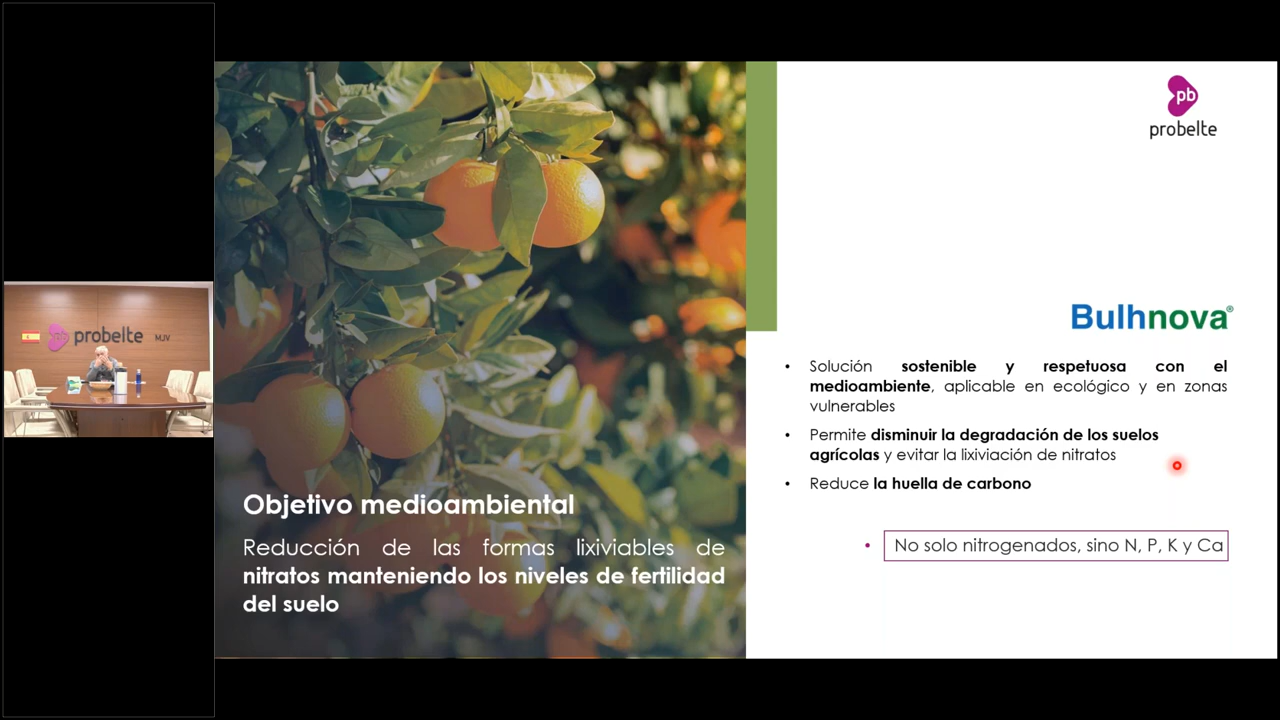 probelte MJV
Objetivo medioambiental
Reducción de las formas lixiviables de
nitratos manteniendo los niveles de fertilidad
del suelo
pb
probelte
Bulhnova®
• Solución sostenible y respetuosa con el
medioambiente, aplicable en ecológico y en zonas
vulnerables
• Permite disminuir la degradación de los suelos
agrícolas y evitar la lixiviación de nitratos
• Reduce la huella de carbono
• No solo nitrogenados, sino N, P, K y Ca